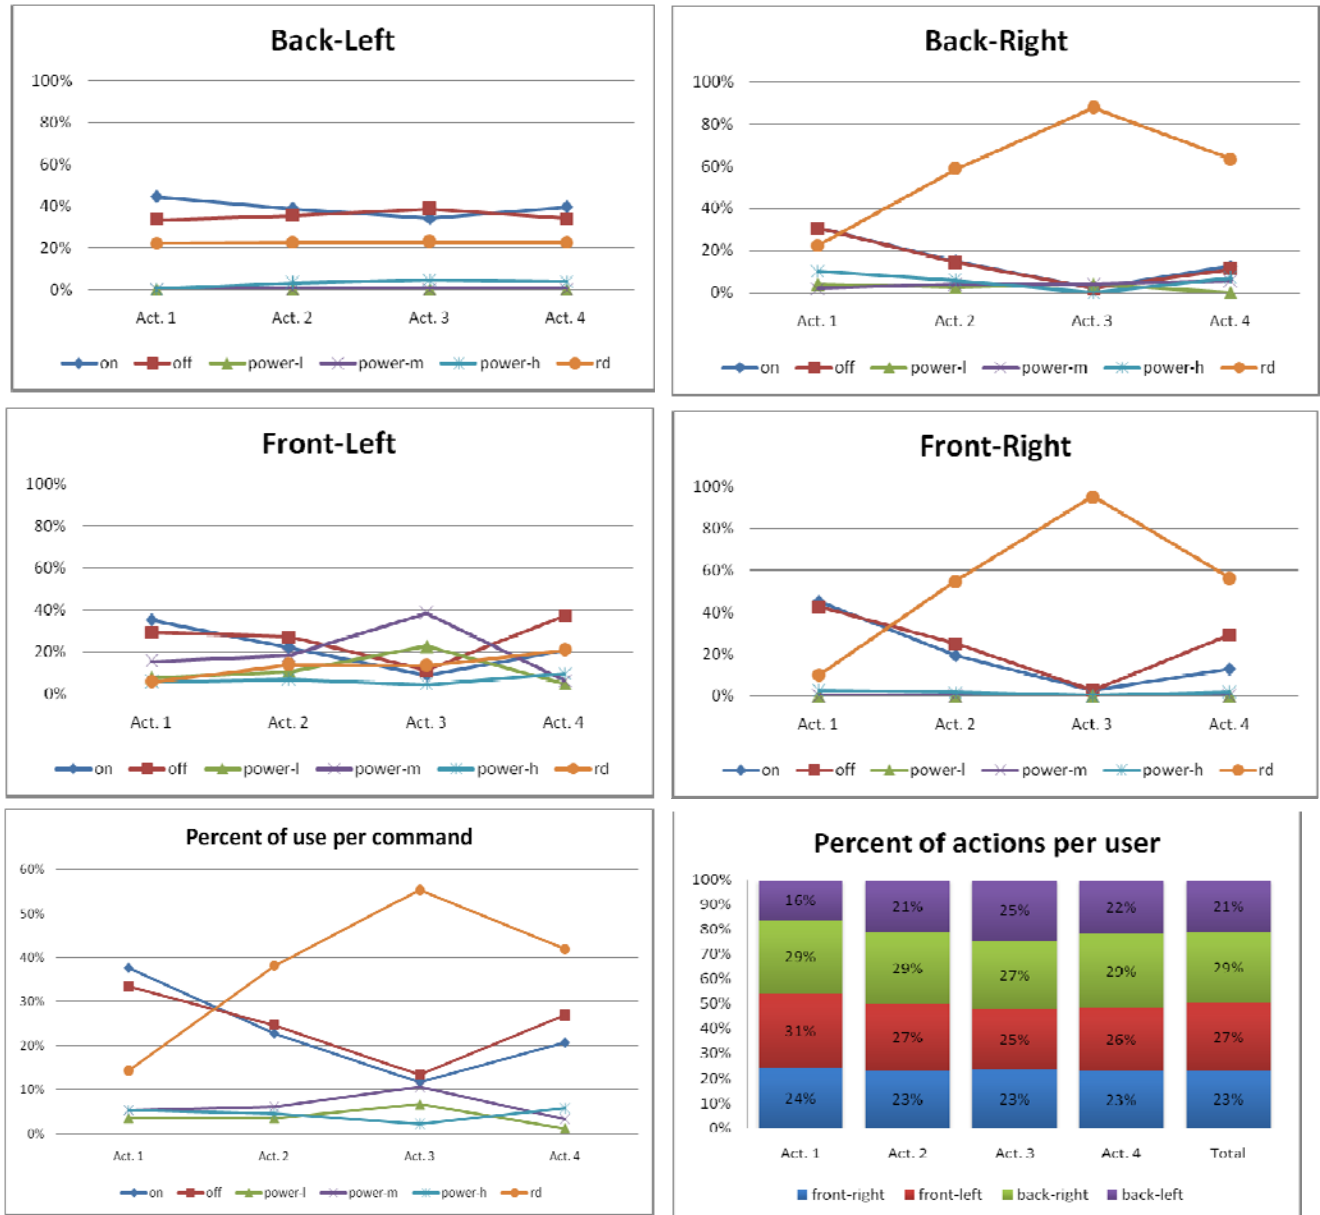 Back-Left
100%
80%
60%
40%
20%
0%
Act. 1 Act. 2 Act. 3 Act. 4
on off power-l power-m power-h rd
Back-Right
100%
80%
60%
40%
20%
0%
Act. 1 Act. 2 Act. 3 Act. 4
on off power-l power-m power-h rd
Front-Left
100%
80%
60%
40%
20%
0%
Act. 1 Act. 2 Act. 3 Act. 4
on off power-l power-m power-h rd
Front-Right
100%
80%
60%
40%
20%
0%
Act. 1 Act. 2 Act. 3 Act. 4
on off power-l power-m power-h rd
Percent of use per command
60%
50%
40%
30%
20%
10%
0%
Act. 1 Act. 2 Act. 3 Act. 4
on off power-l power-m power-h rd
Percent of actions per user
100%
90%
80%
70%
60%
50%
40%
30%
20%
10%
0%
16% 21% 25% 22% 21%
29% 29% 27% 29% 29%
31% 27% 25% 26% 27%
24% 23% 23% 23% 23%
Act. 1 Act. 2 Act. 3 Act. 4 Total
front-right front-left back-right back-left